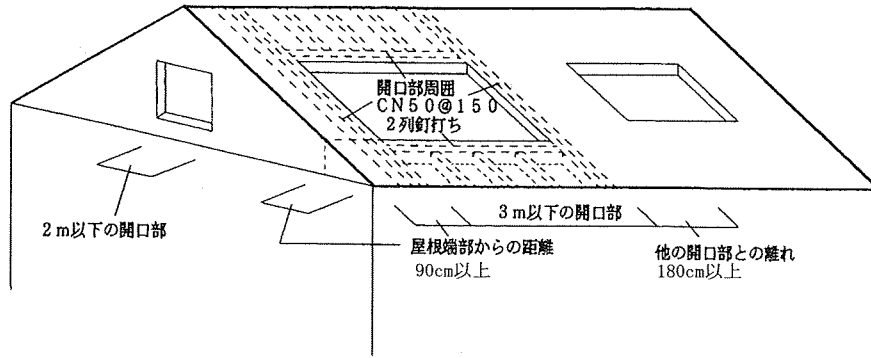 開口部周囲
CN50@150
2列釘打ち
2m以下の開口部
3m以下の開口部
屋根端部からの距離
90cm以上
他の開口部との離れ
180cm以上